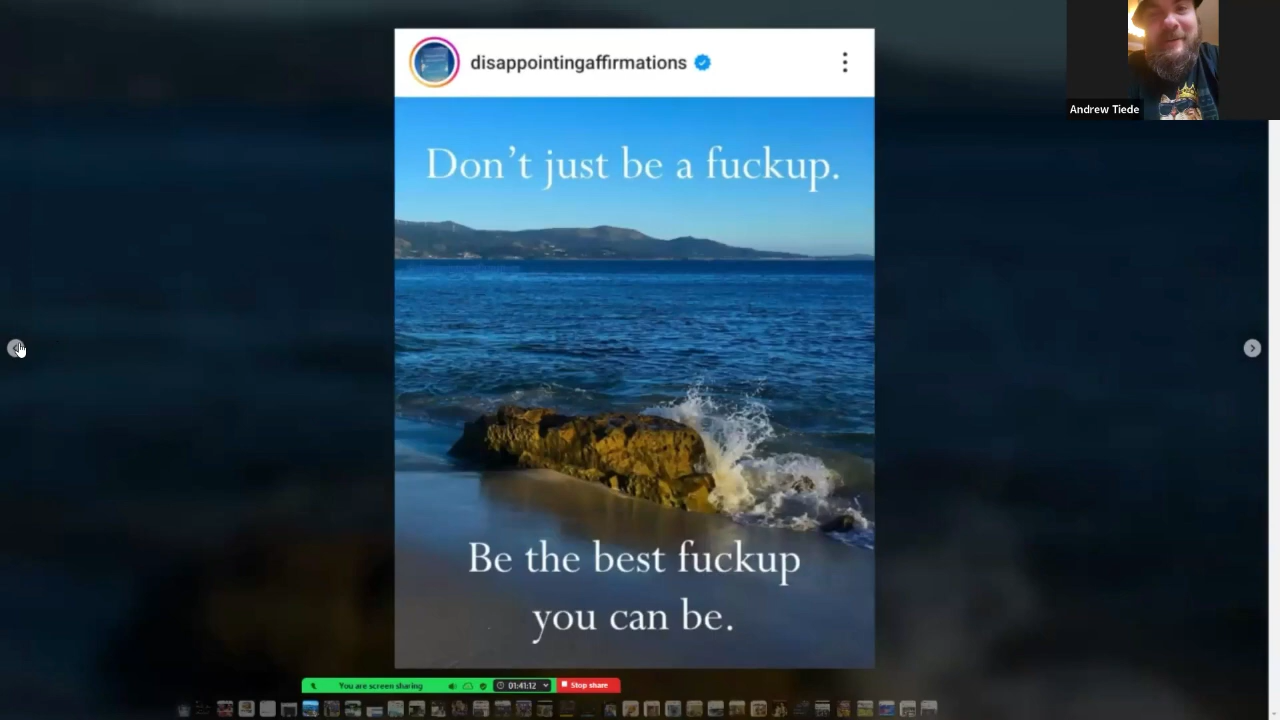 disappointingaffirmations
Andrew Tiede
Don’t just be a fuckup.
Be the best fuckup
you can be.
You are screen sharing
01:41:12
Stop share